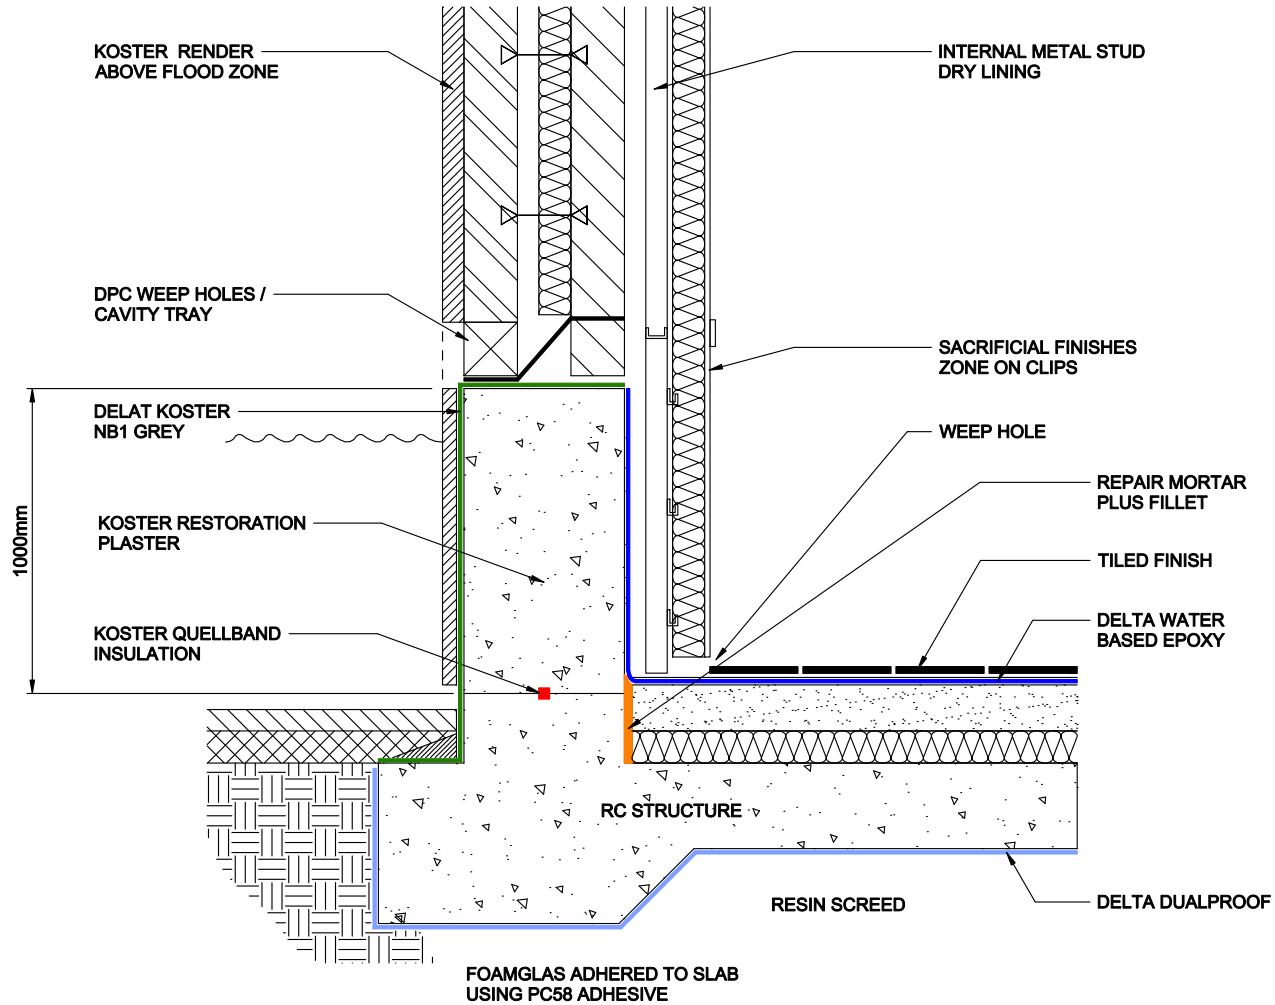 KOSTER RENDER
ABOVE FLOOD ZONE
INTERNAL METAL STUD
DRY LINING
DPC WEEP HOLES /
CAVITY TRAY
SACRIFICIAL FINISHES
ZONE ON CLIPS
DELAT KOSTER
NB1 GREY
WEEP HOLE
REPAIR MORTAR
PLUS FILLET
KOSTER RESTORATION
PLASTER
1000mm
TILED FINISH
KOSTER QUELLBAND
INSULATION
DELTA WATER
BASED EPOXY
RC STRUCTURE
RESIN SCREED
DELTA DUALPROOF
FOAMGLAS ADHERED TO SLAB
USING PC58 ADHESIVE